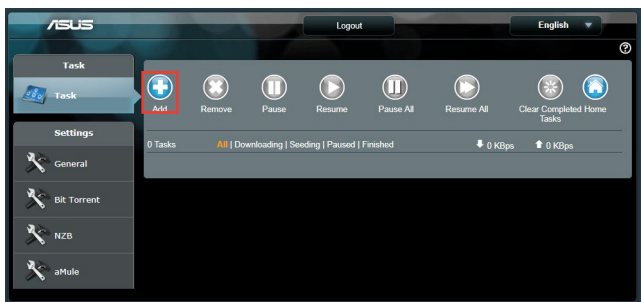 ASUS
Logout
English
?
Task
Task
Settings
General
Bit Torrent
NZB
aMule
Add
Remove
Pause
Resume
Pause All
Resume All
Clear Completed Tasks
Home
0 Tasks
All | Downloading | Seeding | Paused | Finished
0 KBps
0 KBps